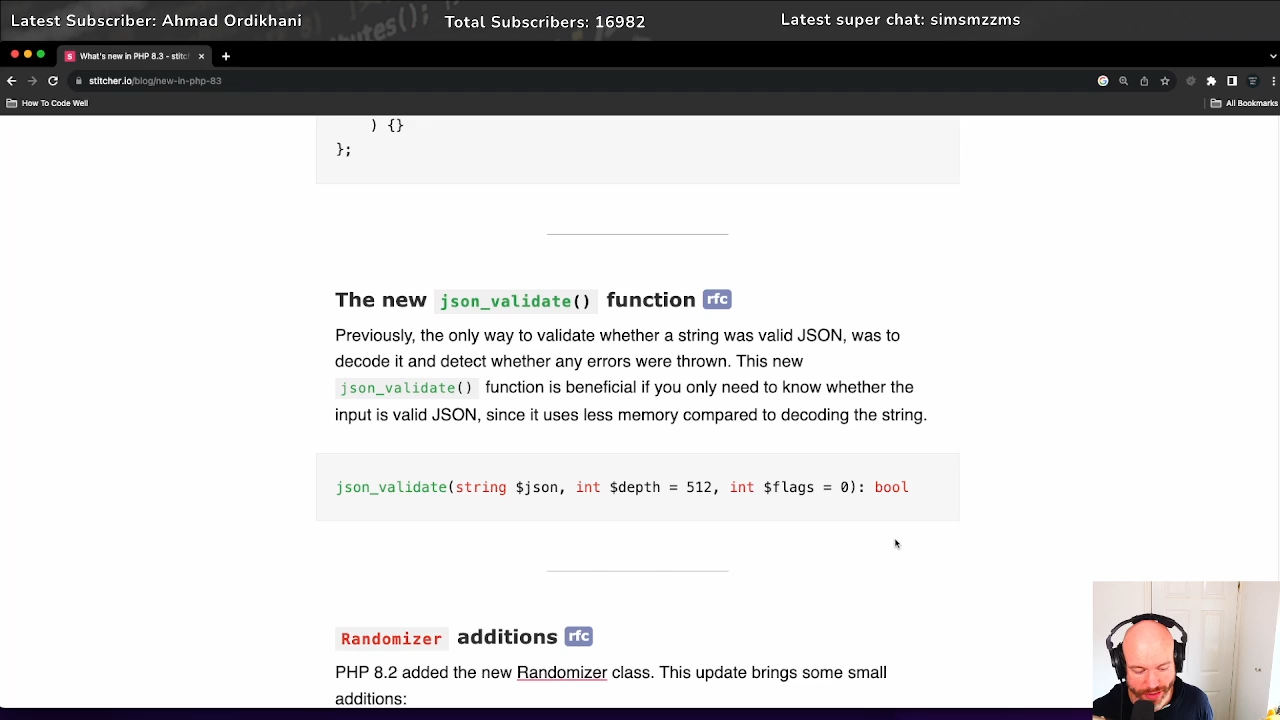 Latest Subscriber: Ahmad Ordikhani
Total Subscribers: 16982
Latest super chat: simsmzzms
What's new in PHP 8.3 - stitc
stitcher.io/blog/new-in-php-83
How To Code Well
All Bookmarks
) {}
};
The new json_validate() function rfc
Previously, the only way to validate whether a string was valid JSON, was to
decode it and detect whether any errors were thrown. This new
json_validate() function is beneficial if you only need to know whether the
input is valid JSON, since it uses less memory compared to decoding the string.
json_validate(string $json, int $depth = 512, int $flags = 0): bool
Randomizer additions rfc
PHP 8.2 added the new Randomizer class. This update brings some small
additions: